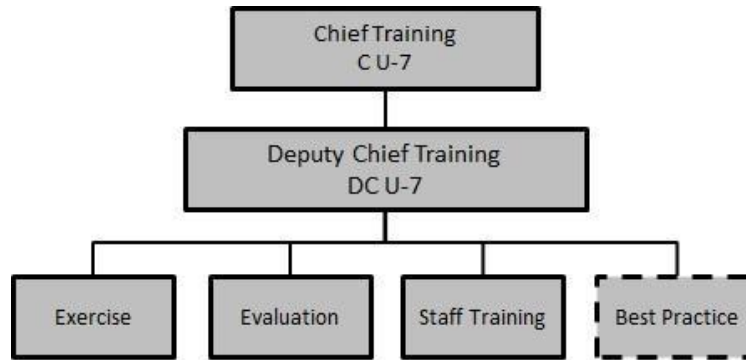 Chief Training
C U-7
Deputy Chief Training
DC U-7
Exercise
Evaluation
Staff Training
Best Practice